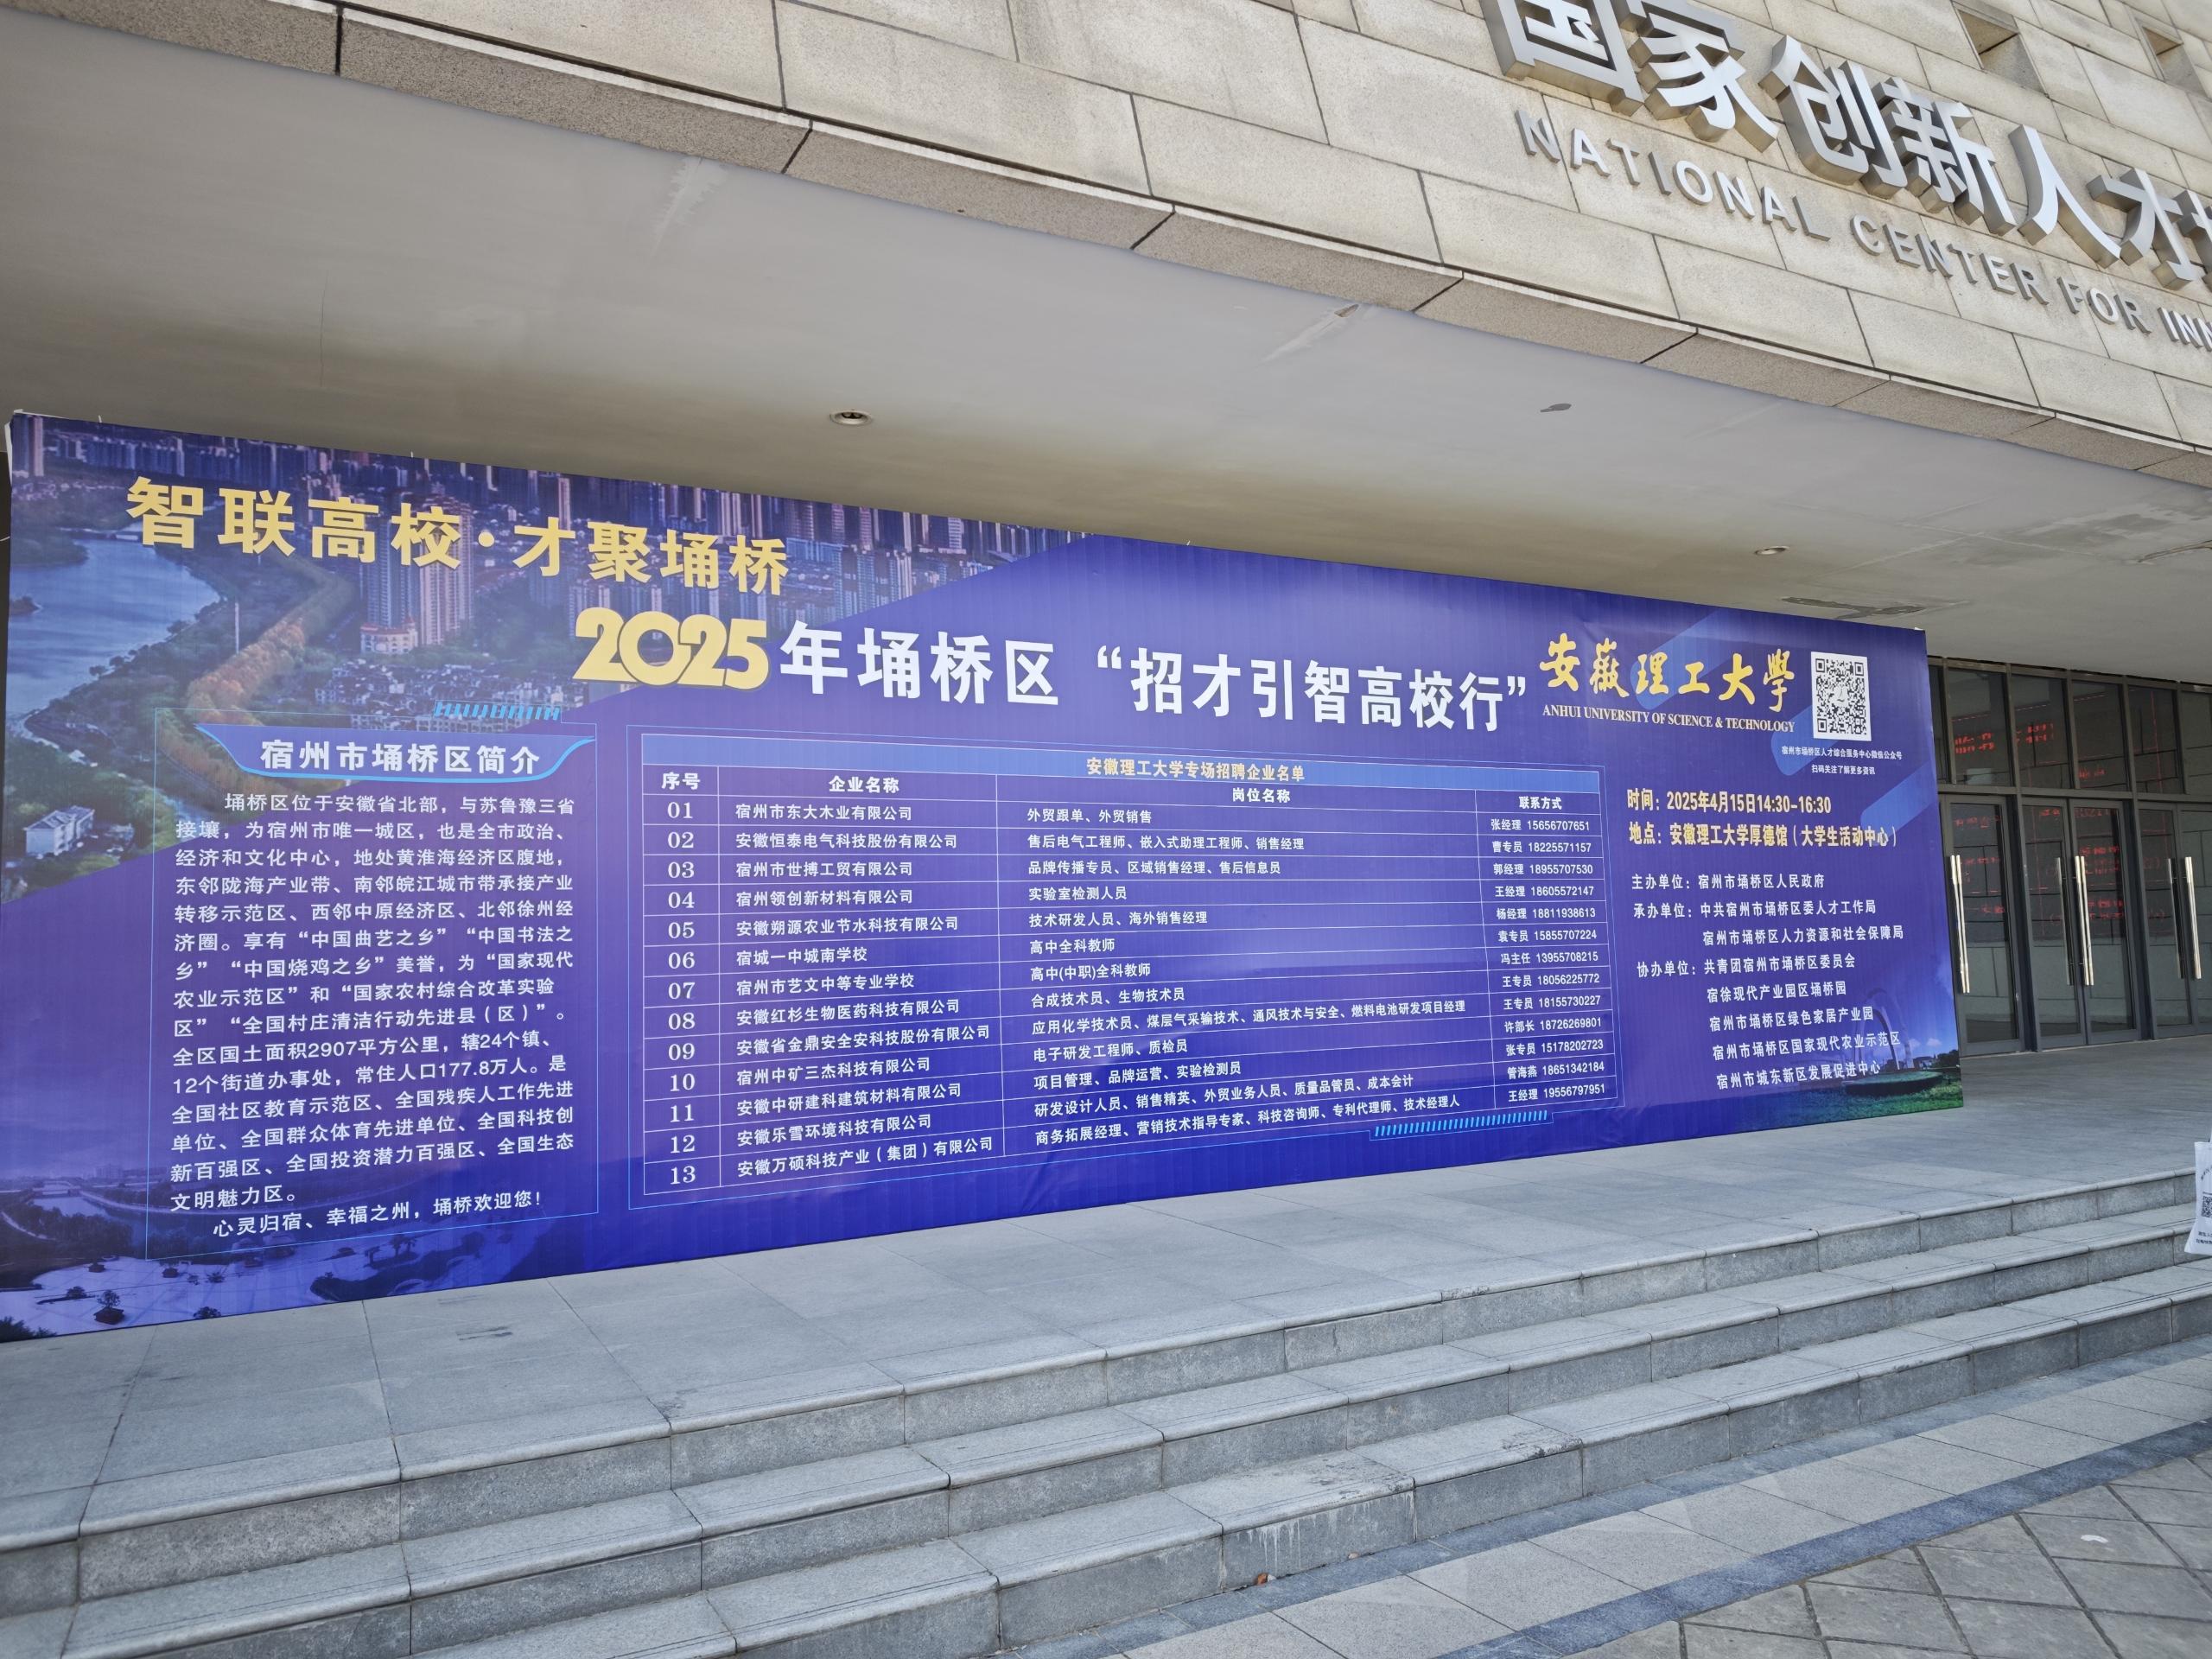 国家创新人才
NATIONAL CENTER FOR INN
智联高校·才聚埇桥
2025年埇桥区“招才引智高校行”
安徽理工大學
ANHUI UNIVERSITY OF SCIENCE & TECHNOLOGY
宿州市埇桥区人才综合服务中心微信公众号
扫码关注了解更多资讯
宿州市埇桥区简介
埇桥区位于安徽省北部，与苏鲁豫三省
接壤，为宿州市唯一城区，也是全市政治、
经济和文化中心，地处黄淮海经济区腹地，
东邻陇海产业带、南邻皖江城市带承接产业
转移示范区、西邻中原经济区、北邻徐州经
济圈。享有“中国曲艺之乡”“中国书法之
乡”“中国烧鸡之乡”美誉，为“国家现代
农业示范区”和“国家农村综合改革实验
区”“全国村庄清洁行动先进县（区）”。
全区国土面积2907平方公里，辖24个镇、
12个街道办事处，常住人口177.8万人。是
全国社区教育示范区、全国残疾人工作先进
单位、全国群众体育先进单位、全国科技创
新百强区、全国投资潜力百强区、全国生态
文明魅力区。
心灵归宿、幸福之州，埇桥欢迎您！
安徽理工大学专场招聘企业名单
序号 企业名称 岗位名称 联系方式
01 宿州市东大木业有限公司 外贸跟单、外贸销售 张经理 15656707651
02 安徽恒泰电气科技股份有限公司 售后电气工程师、嵌入式助理工程师、销售经理 曹专员 18225571157
03 宿州市世搏工贸有限公司 品牌传播专员、区域销售经理、售后信息员 郭经理 18955707530
04 宿州领创新材料有限公司 实验室检测人员 王经理 18605572147
05 安徽朔源农业节水科技有限公司 技术研发人员、海外销售经理 杨经理 18811938613
06 宿城一中城南学校 高中全科教师 袁专员 15855707224
07 宿州市艺文中等专业学校 高中(中职)全科教师 冯主任 13955708215
08 安徽红杉生物医药科技有限公司 合成技术员、生物技术员 王专员 18056225772
09 安徽省金鼎安全科技股份有限公司 应用化学技术员、煤层气采输技术、通风技术与安全、燃料电池研发项目经理 王专员 18155730227
10 宿州中矿三杰科技有限公司 电子研发工程师、质检员 许部长 18726269801
11 安徽中研建科建筑材料有限公司 项目管理、品牌运营、实验检测员 张专员 15178202723
12 安徽乐雪环境科技有限公司 研发设计人员、销售精英、外贸业务人员、质量品管员、成本会计 管海燕 18651342184
13 安徽万硕科技产业（集团）有限公司 商务拓展经理、营销技术指导专家、科技咨询师、专利代理师、技术经理人 王经理 19556797951
时间：2025年4月15日14:30-16:30
地点：安徽理工大学厚德馆（大学生活动中心）
主办单位：宿州市埇桥区人民政府
承办单位：中共宿州市埇桥区委人才工作局
宿州市埇桥区人力资源和社会保障局
协办单位：共青团宿州市埇桥区委员会
宿徐现代产业园区埇桥园
宿州市埇桥区绿色家居产业园
宿州市埇桥区国家现代农业示范区
宿州市城东新区发展促进中心